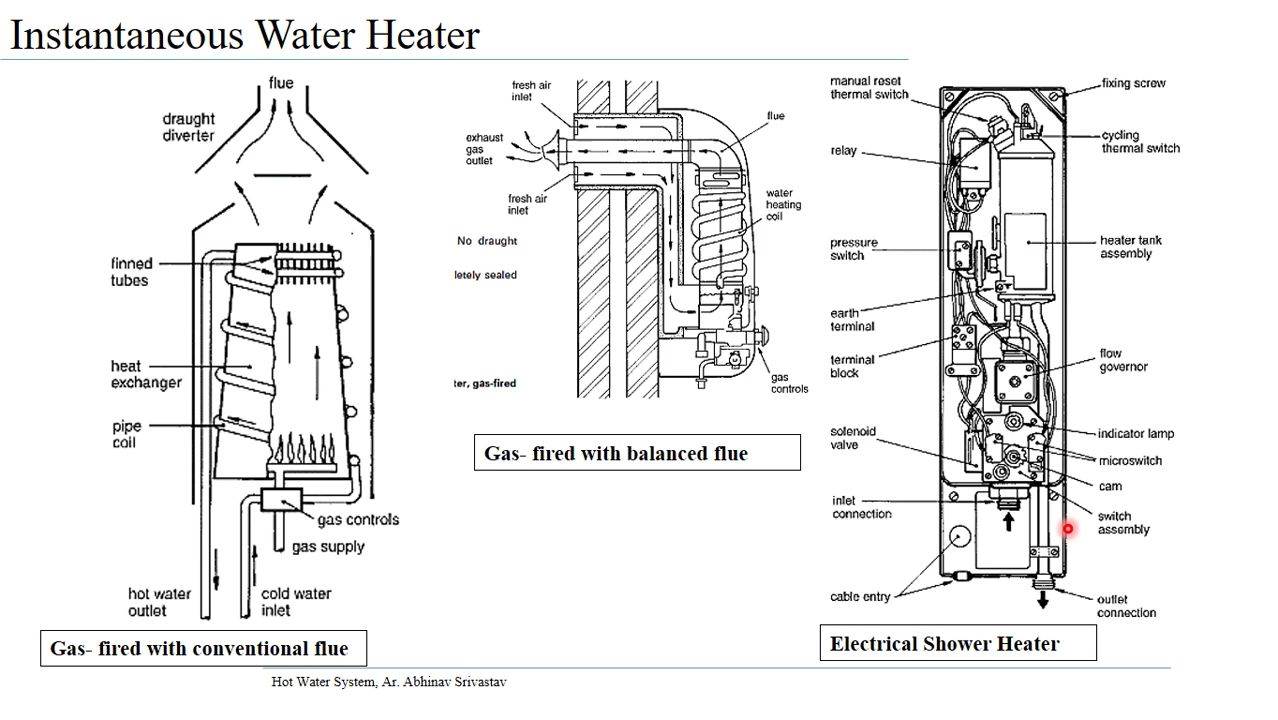 Instantaneous Water Heater
flue
draught
diverter
finned
tubes
heat
exchanger
pipe
coil
gas controls
gas supply
hot water
outlet
cold water
inlet
Gas- fired with conventional flue
fresh air
inlet
exhaust
gas
outlet
flue
fresh air
inlet
water
heating
coil
No draught
letely sealed
ter, gas-fired
gas
controls
Gas- fired with balanced flue
manual reset
thermal switch
fixing screw
cycling
thermal switch
relay
pressure
switch
heater tank
assembly
earth
terminal
terminal
block
flow
governor
solenoid
valve
indicator lamp
microswitch
cam
inlet
connection
switch
assembly
cable entry
outlet
connection
Electrical Shower Heater
Hot Water System, Ar. Abhinav Srivastav